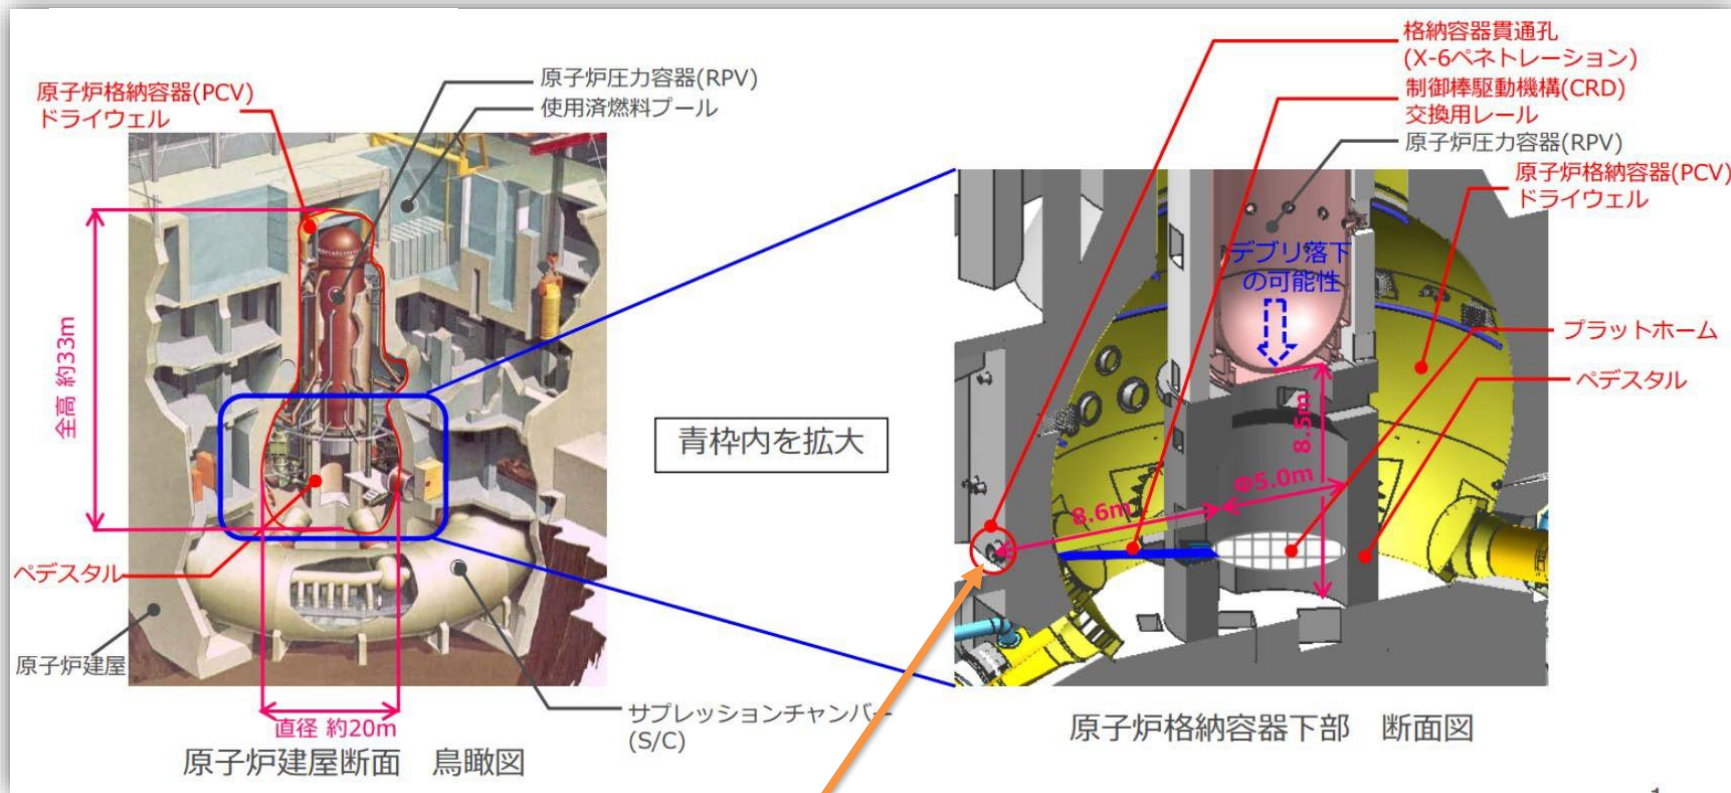 原子炉格納容器(PCV)
ドライウェル
原子炉圧力容器(RPV)
使用済燃料プール
全高 約33m
ペデスタル
原子炉建屋
直径 約20m
サプレッションチャンバー
(S/C)
原子炉建屋断面 鳥瞰図
青枠内を拡大
格納容器貫通孔
(X-6ペネトレーション)
制御棒駆動機構(CRD)
交換用レール
原子炉圧力容器(RPV)
原子炉格納容器(PCV)
ドライウェル
デブリ落下
の可能性
プラットホーム
ペデスタル
8.5m
Φ5.0m
8.6m
原子炉格納容器下部 断面図